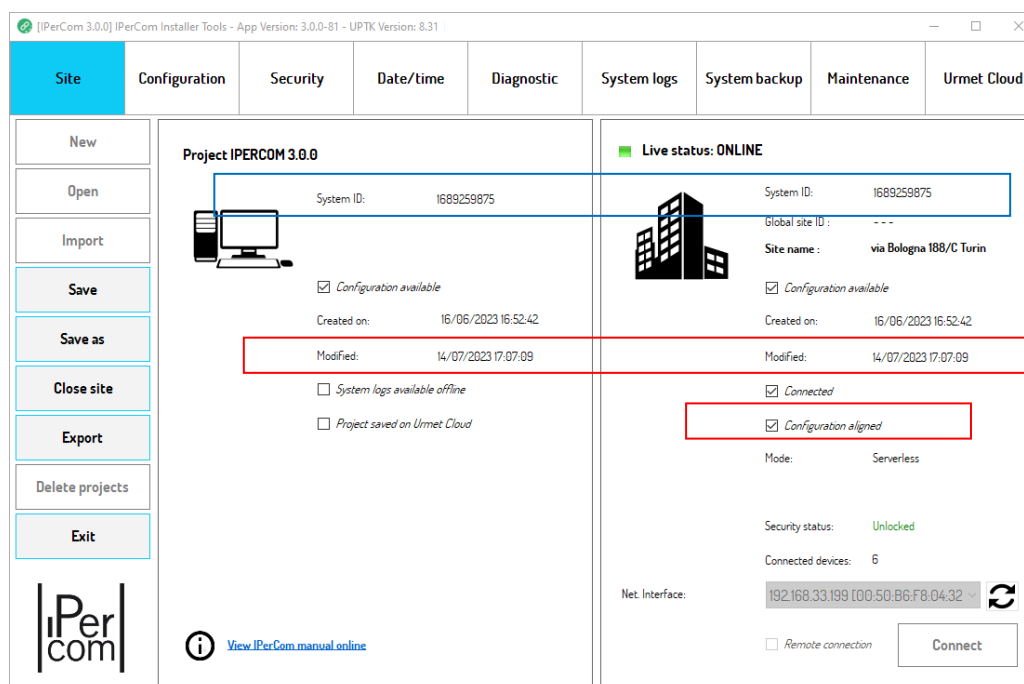 [IPerCom 3.0.0] IPerCom Installer Tools - App Version: 3.0.0-81 - UPTK Version: 8.31
Site Configuration Security Date/time Diagnostic System logs System backup Maintenance Urmet Cloud
New
Open
Import
Save
Save as
Close site
Export
Delete projects
Exit
IPer
com
Project IPERCOM 3.0.0
System ID: 1689259875
Configuration available
Created on: 16/06/2023 16:52:42
Modified: 14/07/2023 17:07:09
System logs available offline
Project saved on Urmet Cloud
View IPerCom manual online
Live status: ONLINE
System ID: 1689259875
Global site ID : - - -
Site name : via Bologna 188/C Turin
Configuration available
Created on: 16/06/2023 16:52:42
Modified: 14/07/2023 17:07:09
Connected
Configuration aligned
Mode: Serverless
Security status: Unlocked
Connected devices: 6
Net. Interface: 192.168.33.199 [00:50:B6:F8:04:32
Remote connection Connect